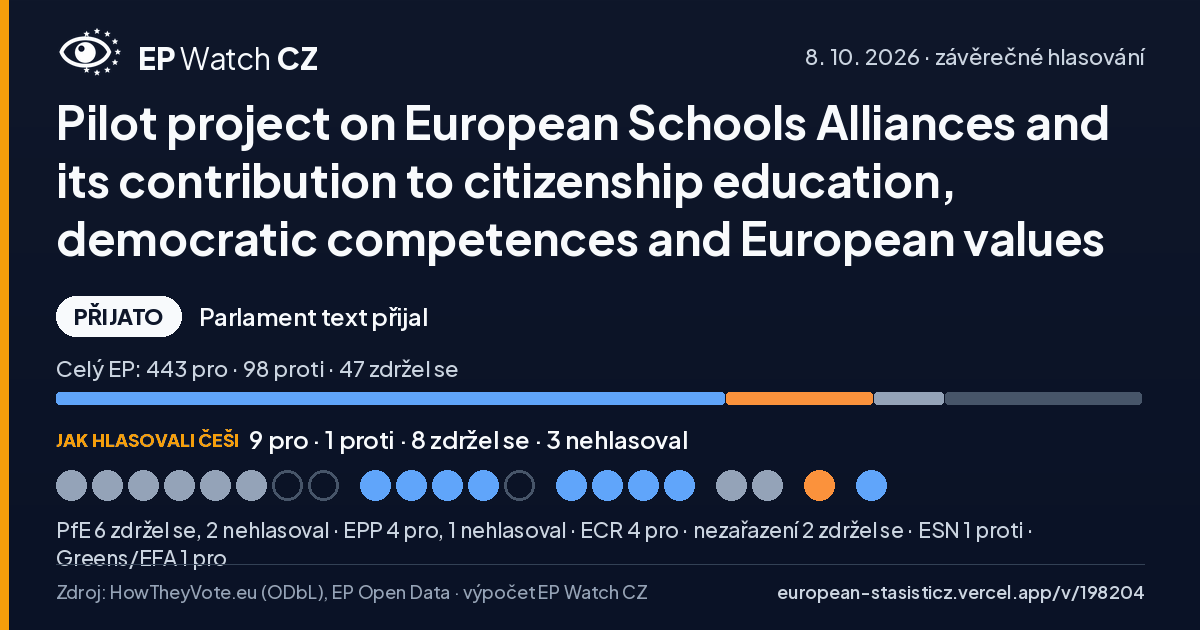 EP Watch CZ
8. 10. 2026 · závěrečné hlasování
Pilot project on European Schools Alliances and
its contribution to citizenship education,
democratic competences and European values
PŘIJATO Parlament text přijal
Celý EP: 443 pro · 98 proti · 47 zdržel se
JAK HLASOVALI ČEŠI 9 pro · 1 proti · 8 zdržel se · 3 nehlasoval
PfE 6 zdržel se, 2 nehlasoval · EPP 4 pro, 1 nehlasoval · ECR 4 pro · nezařazení 2 zdržel se · ESN 1 proti ·
Greens/EFA 1 pro
Zdroj: HowTheyVote.eu (ODbL), EP Open Data · výpočet EP Watch CZ
european-stasisticz.vercel.app/v/198204